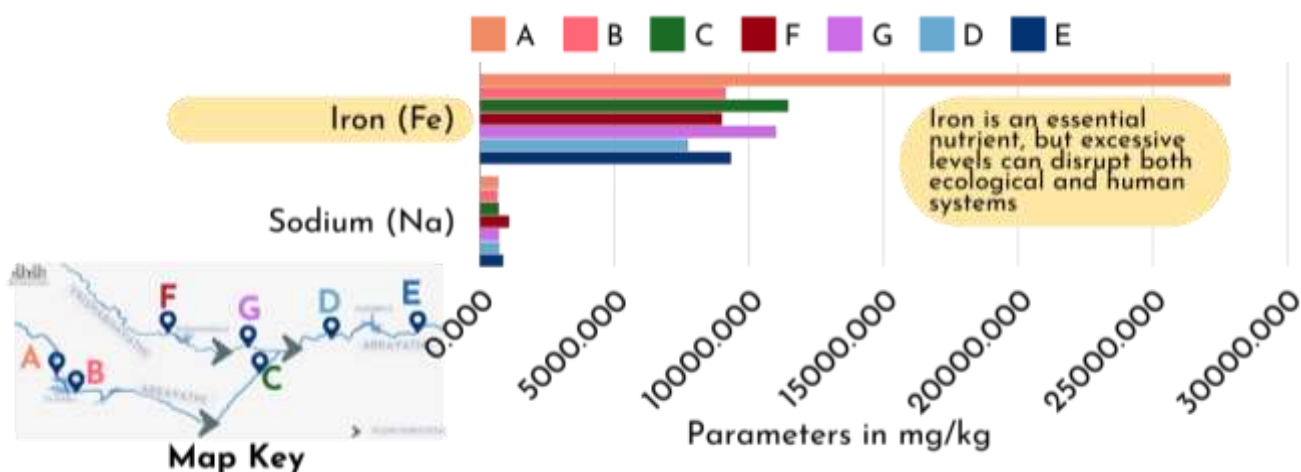 A B C F G D E
Iron (Fe)
Iron is an essential
nutrient, but excessive
levels can disrupt both
ecological and human
systems
Sodium (Na)
0.000
5000.000
10000.000
15000.000
20000.000
25000.000
30000.000
Parameters in mg/kg
F
G
D
E
A
B
C
Map Key